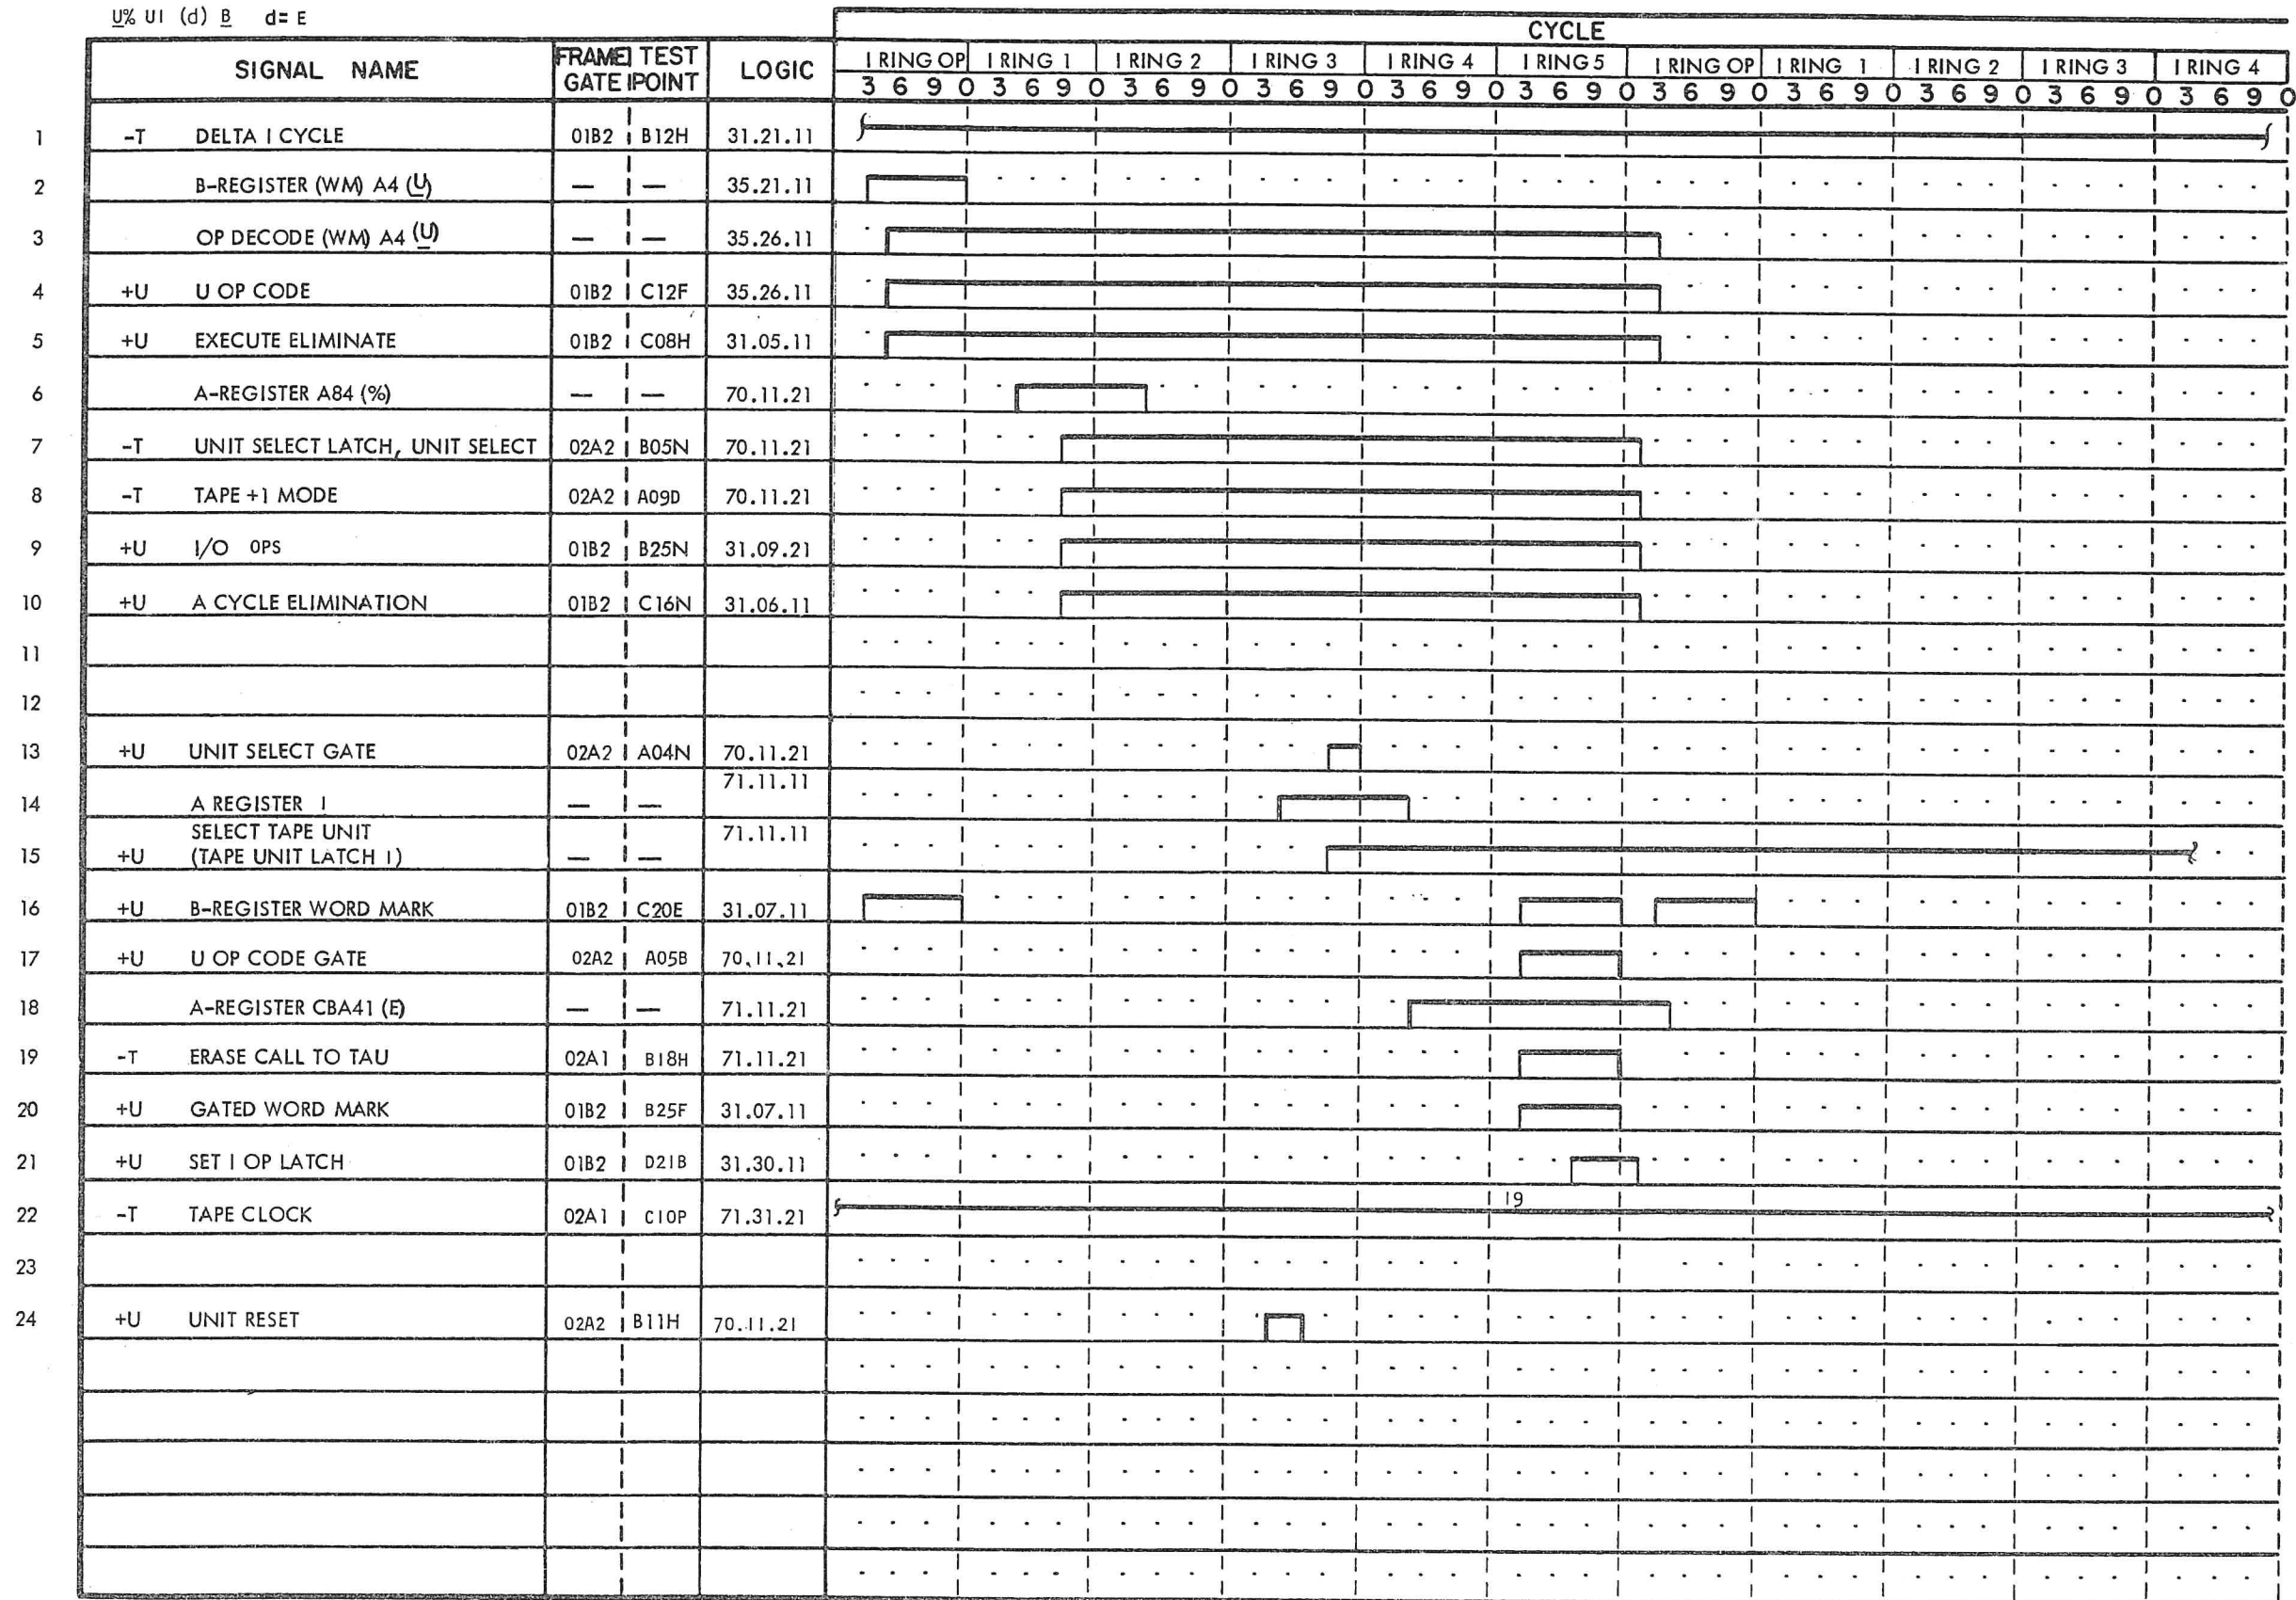 U% U1 (d) B d= E
CYCLE
SIGNAL NAME FRAME GATE TEST POINT LOGIC I RING OP I RING 1 I RING 2 I RING 3 I RING 4 I RING 5 I RING OP I RING 1 I RING 2 I RING 3 I RING 4
3 6 9 0 3 6 9 0 3 6 9 0 3 6 9 0 3 6 9 0 3 6 9 0 3 6 9 0 3 6 9 0 3 6 9 0 3 6 9 0 3 6 9 0
1 -T DELTA I CYCLE 01B2 B12H 31.21.11
2 B-REGISTER (WM) A4 (U) — — 35.21.11
3 OP DECODE (WM) A4 (U) — — 35.26.11
4 +U U OP CODE 01B2 C12F 35.26.11
5 +U EXECUTE ELIMINATE 01B2 C08H 31.05.11
6 A-REGISTER A84 (%) — — 70.11.21
7 -T UNIT SELECT LATCH, UNIT SELECT 02A2 B05N 70.11.21
8 -T TAPE +1 MODE 02A2 A09D 70.11.21
9 +U I/O OPS 01B2 B25N 31.09.21
10 +U A CYCLE ELIMINATION 01B2 C16N 31.06.11
11
12
13 +U UNIT SELECT GATE 02A2 A04N 70.11.21
14 A REGISTER 1 — — 71.11.11
SELECT TAPE UNIT 71.11.11
15 +U (TAPE UNIT LATCH 1) — —
16 +U B-REGISTER WORD MARK 01B2 C20E 31.07.11
17 +U U OP CODE GATE 02A2 A05B 70.11.21
18 A-REGISTER CBA41 (E) — — 71.11.21
19 -T ERASE CALL TO TAU 02A1 B18H 71.11.21
20 +U GATED WORD MARK 01B2 B25F 31.07.11
21 +U SET I OP LATCH 01B2 D21B 31.30.11
22 -T TAPE CLOCK 02A1 C10P 71.31.21 19
23
24 +U UNIT RESET 02A2 B11H 70.11.21